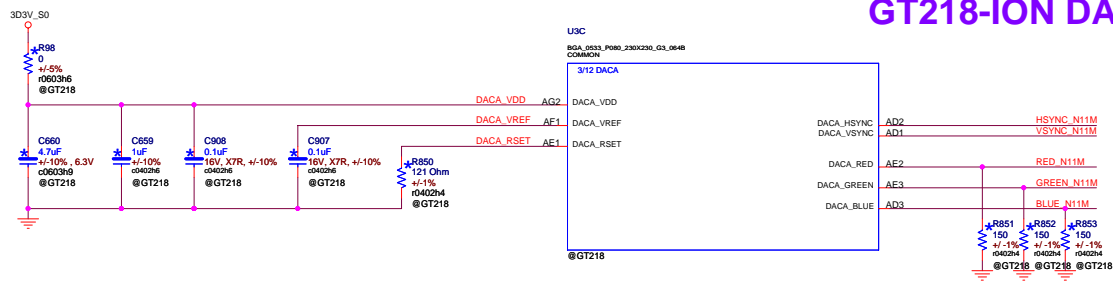 GT218-ION DA
3D3V_S0
R98
0
+/-5%
r0603h6
@GT218
C660
4.7uF
+/-10% , 6.3V
c0603h9
@GT218
C659
1uF
+/-10%
c0402h6
@GT218
C908
0.1uF
16V, X7R, +/-10%
c0402h6
@GT218
C907
0.1uF
16V, X7R, +/-10%
c0402h6
@GT218
R850
121 Ohm
+/-1%
r0402h4
@GT218
DACA_VDD
DACA_VREF
DACA_RSET
AG2
AF1
AE1
U3C
BGA_0533_P080_230X230_G3_064B
COMMON
3/12 DACA
DACA_VDD
DACA_VREF
DACA_RSET
DACA_HSYNC
DACA_VSYNC
DACA_RED
DACA_GREEN
DACA_BLUE
@GT218
AD2
AD1
AE2
AE3
AD3
HSYNC_N11M
VSYNC_N11M
RED_N11M
GREEN_N11M
BLUE_N11M
R851
150
+/ -1%
r0402h4
@GT218
R852
150
+/ -1%
r0402h4
@GT218
R853
150
+/ -1%
r0402h4
@GT218